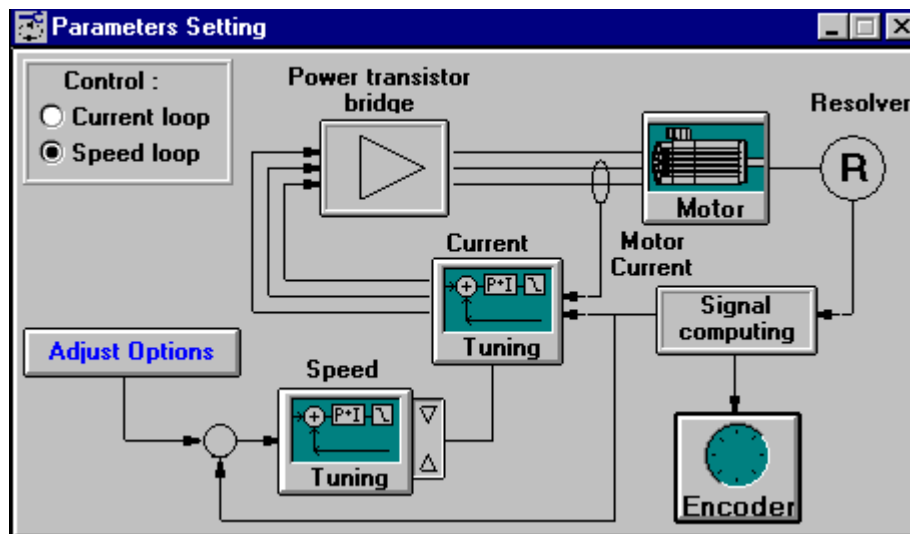 Parameters Setting
Control :
Current loop
Speed loop
Power transistor
bridge
Resolver
R
Motor
Motor
Current
Current
P+I
Tuning
Signal
computing
Adjust Options
Speed
P+I
Tuning
Encoder